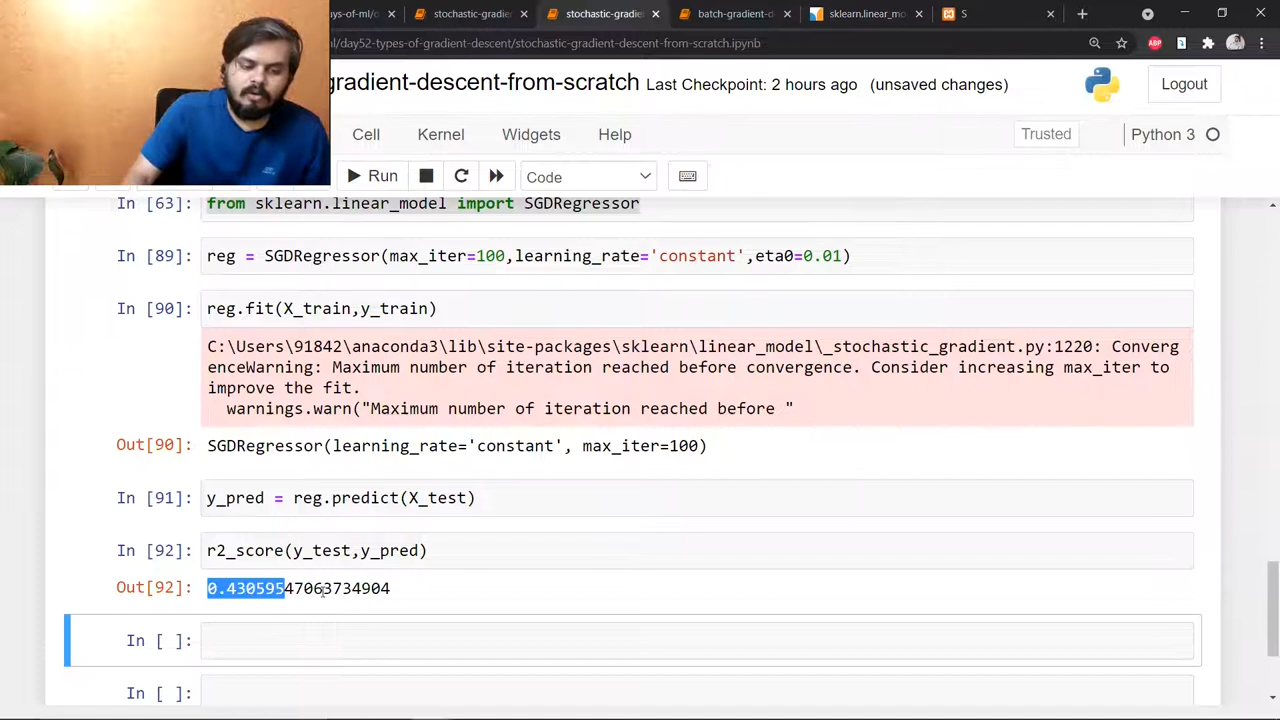 ys-of-ml/
stochastic-gradie
stochastic-gradie
batch-gradient-d
sklearn.linear_mo
S
l/day52-types-of-gradient-descent/stochastic-gradient-descent-from-scratch.ipynb
ABP
gradient-descent-from-scratch Last Checkpoint: 2 hours ago (unsaved changes)
Logout
Cell Kernel Widgets Help
Trusted
Python 3
Run
Code
In [63]: from sklearn.linear_model import SGDRegressor
In [89]: reg = SGDRegressor(max_iter=100,learning_rate='constant',eta0=0.01)
In [90]: reg.fit(X_train,y_train)
C:\Users\91842\anaconda3\lib\site-packages\sklearn\linear_model\_stochastic_gradient.py:1220: Converg
enceWarning: Maximum number of iteration reached before convergence. Consider increasing max_iter to
improve the fit.
warnings.warn("Maximum number of iteration reached before "
Out[90]: SGDRegressor(learning_rate='constant', max_iter=100)
In [91]: y_pred = reg.predict(X_test)
In [92]: r2_score(y_test,y_pred)
Out[92]: 0.43059547063734904
In [ ]:
In [ ]: